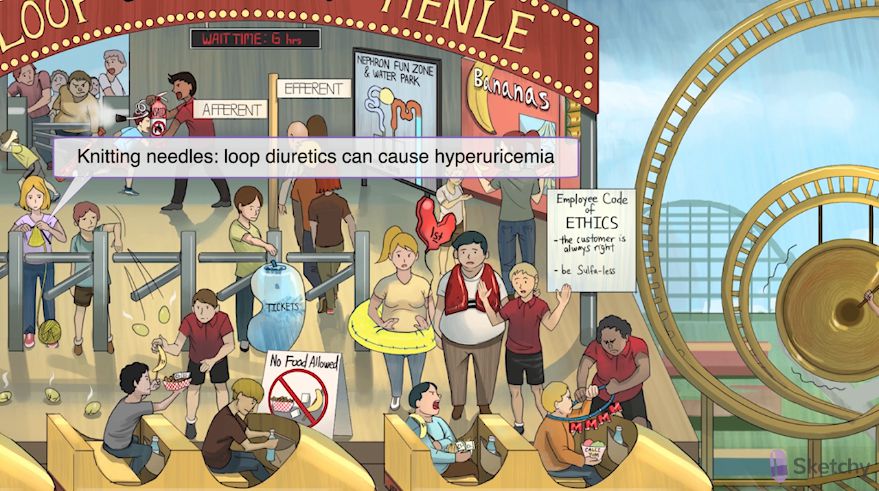 LOOP HENLE
WAIT TIME: 6 hrs
AFFERENT
EFFERENT
NEPHRON FUN ZONE
& WATER PARK
Bananas
Knitting needles: loop diuretics can cause hyperuricemia
Employee Code
of
ETHICS
- the customer is
always right
- be Sulfa-less
1st
TICKETS
No Food Allowed
MMMM
CALCI
YUM
Sketchy